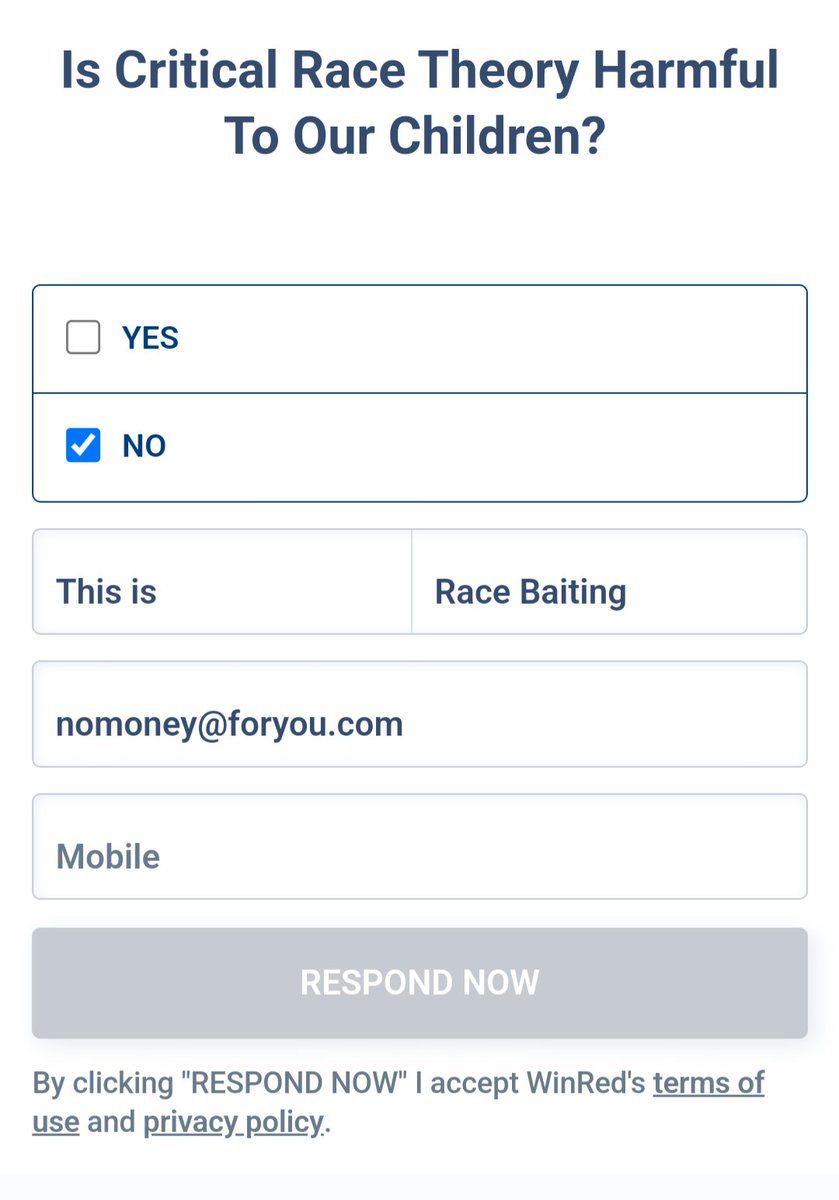 Is Critical Race Theory Harmful
To Our Children?
YES
NO
This is
Race Baiting
nomoney@foryou.com
Mobile
RESPOND NOW
By clicking "RESPOND NOW" I accept WinRed's terms of
use and privacy policy.